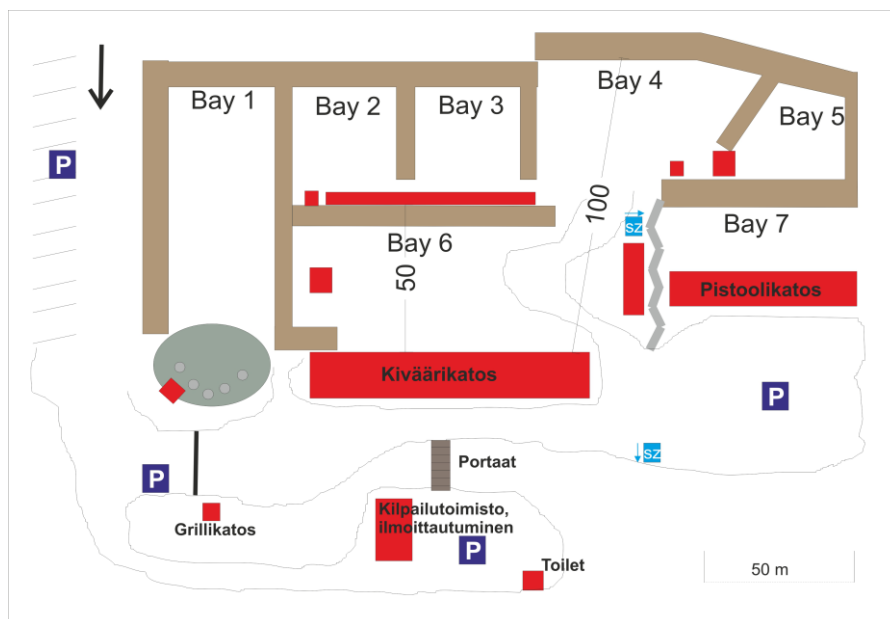 Bay 1
Bay 2
Bay 3
Bay 4
Bay 5
P
100
SZ
Bay 7
Bay 6
50
Pistoolikatos
Kiväärikatos
P
Portaat
SZ
P
Kilpailutoimisto,
ilmoittautuminen
Grillikatos
P
Toilet
50 m